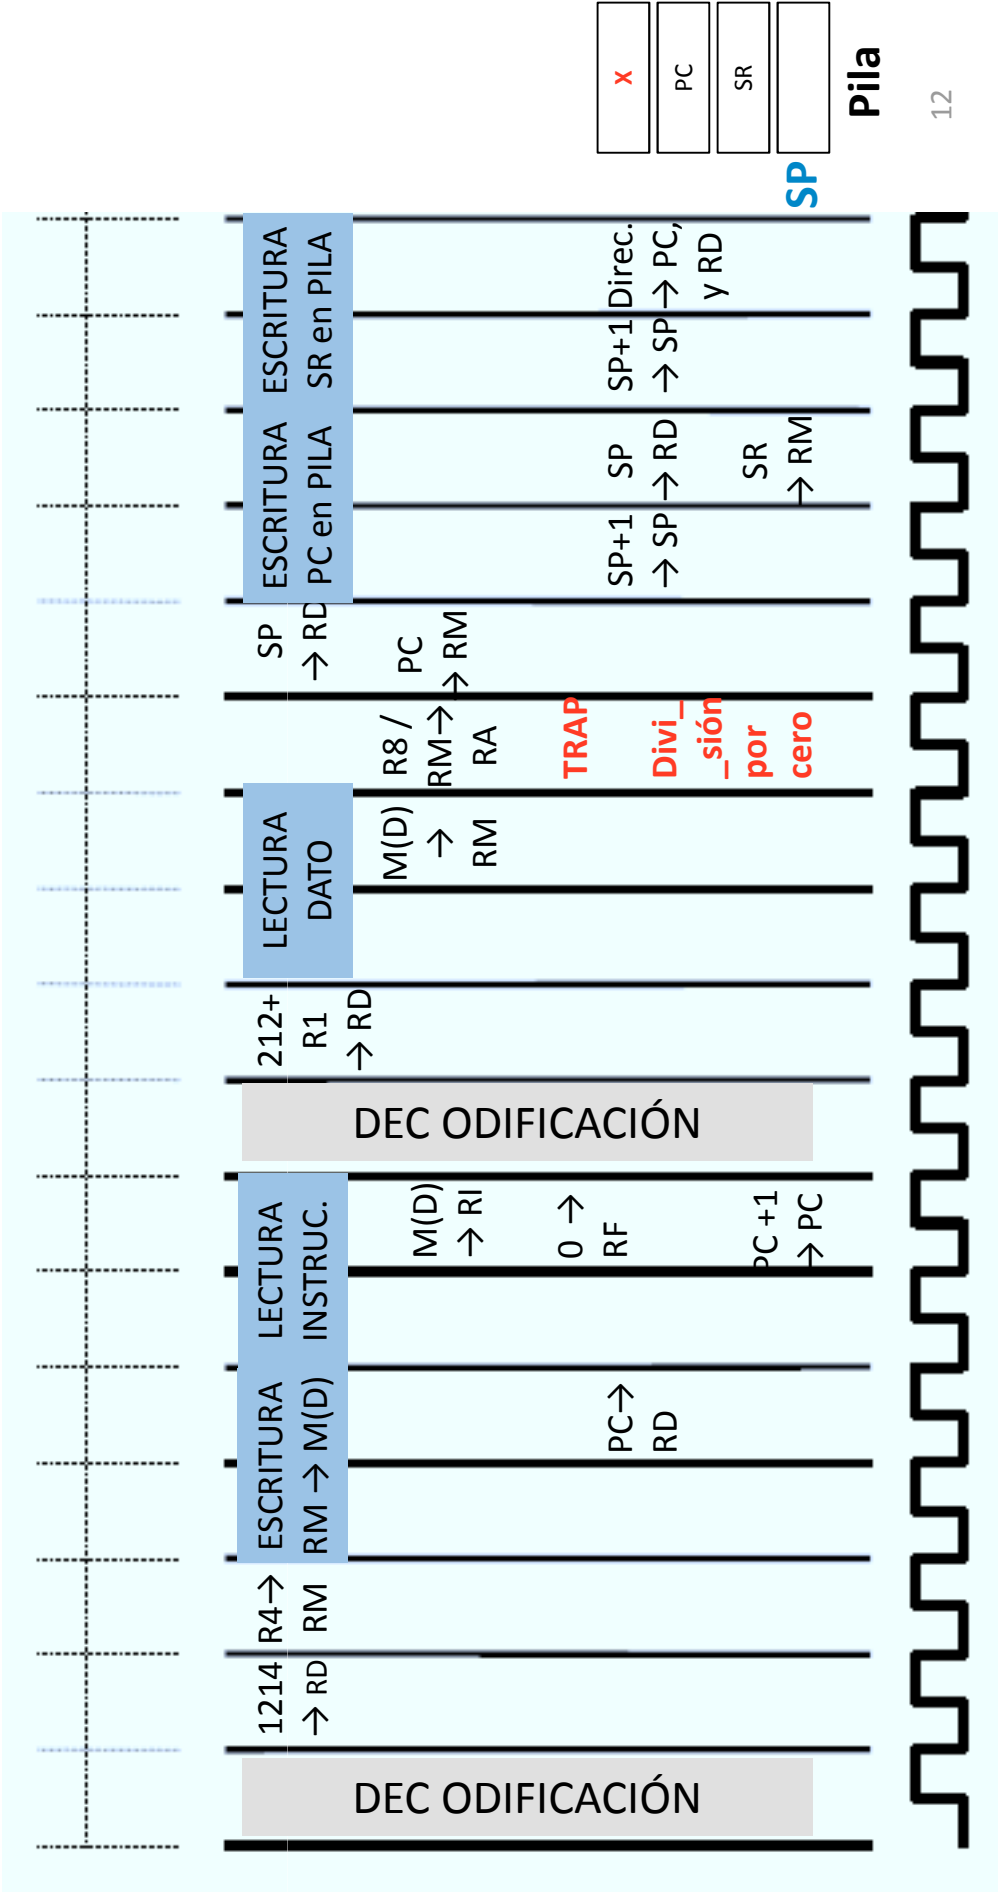 DEC ODIFICACIÓN
1214
→ RD
R4→
RM
ESCRITURA
RM → M(D)
PC→
RD
LECTURA
INSTRUC.
M(D)
→ RI
0 →
RF
PC +1
→ PC
DEC ODIFICACIÓN
212+
R1
→ RD
LECTURA
DATO
M(D)
→
RM
R8 /
RM→
RA
TRAP
Divi_
_sión
por
cero
SP
→ RD
PC
→ RM
ESCRITURA
PC en PILA
SP+1
→ SP
SP
→ RD
SR
→ RM
ESCRITURA
SR en PILA
SP+1
→ SP
Direc.
→ PC,
y RD
X
PC
SR
SP
Pila
12